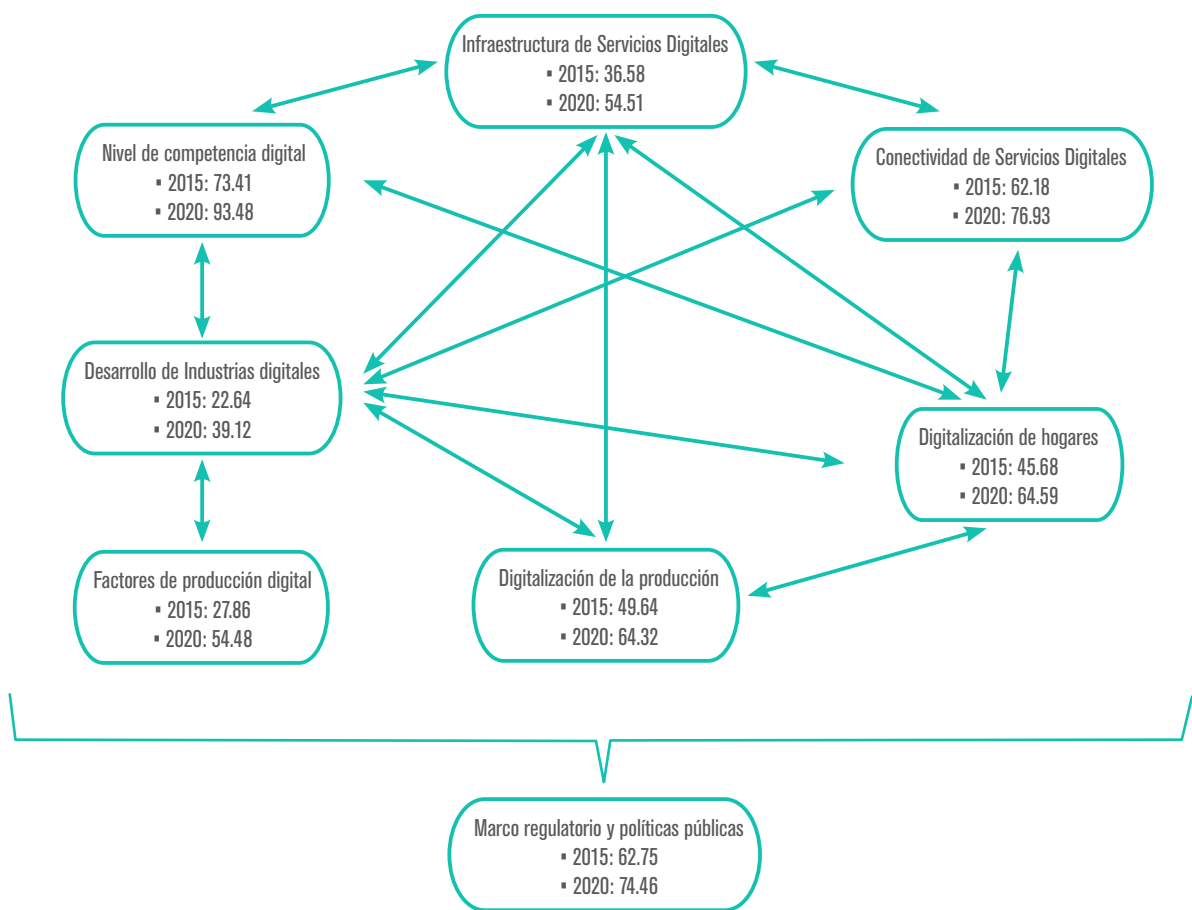 Infraestructura de Servicios Digitales
▪ 2015: 36.58
▪ 2020: 54.51
Nivel de competencia digital
▪ 2015: 73.41
▪ 2020: 93.48
Conectividad de Servicios Digitales
▪ 2015: 62.18
▪ 2020: 76.93
Desarrollo de Industrias digitales
▪ 2015: 22.64
▪ 2020: 39.12
Digitalización de hogares
▪ 2015: 45.68
▪ 2020: 64.59
Factores de producción digital
▪ 2015: 27.86
▪ 2020: 54.48
Digitalización de la producción
▪ 2015: 49.64
▪ 2020: 64.32
Marco regulatorio y políticas públicas
▪ 2015: 62.75
▪ 2020: 74.46